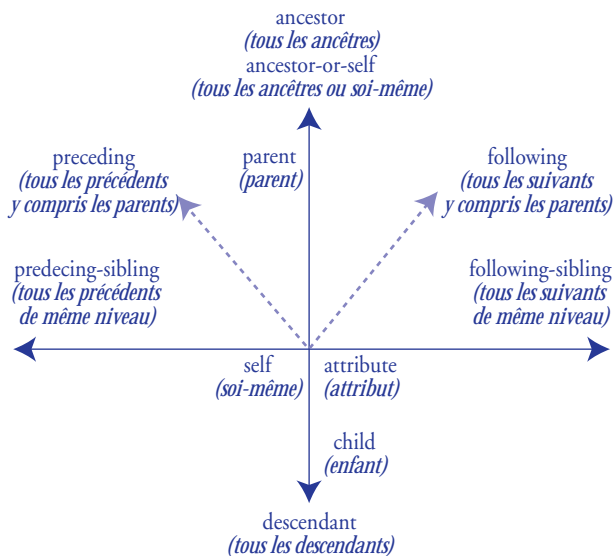 ancestor
(tous les ancêtres)
ancestor-or-self
(tous les ancêtres ou soi-même)
preceding
(tous les précédents
y compris les parents)
parent
(parent)
following
(tous les suivants
y compris les parents)
predecing-sibling
(tous les précédents
de même niveau)
following-sibling
(tous les suivants
de même niveau)
self
(soi-même)
attribute
(attribut)
child
(enfant)
descendant
(tous les descendants)